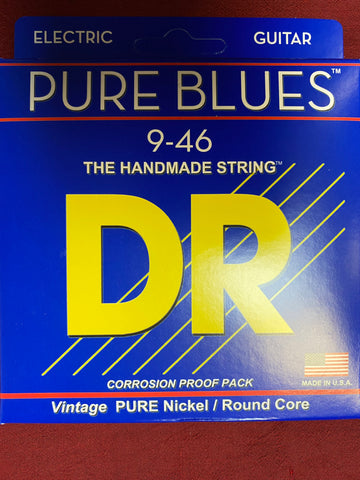 ELECTRIC GUITAR
PURE BLUES™
9-46
THE HANDMADE STRING™
DR
MADE IN U.S.A.
CORROSION PROOF PACK
Vintage PURE Nickel / Round Core